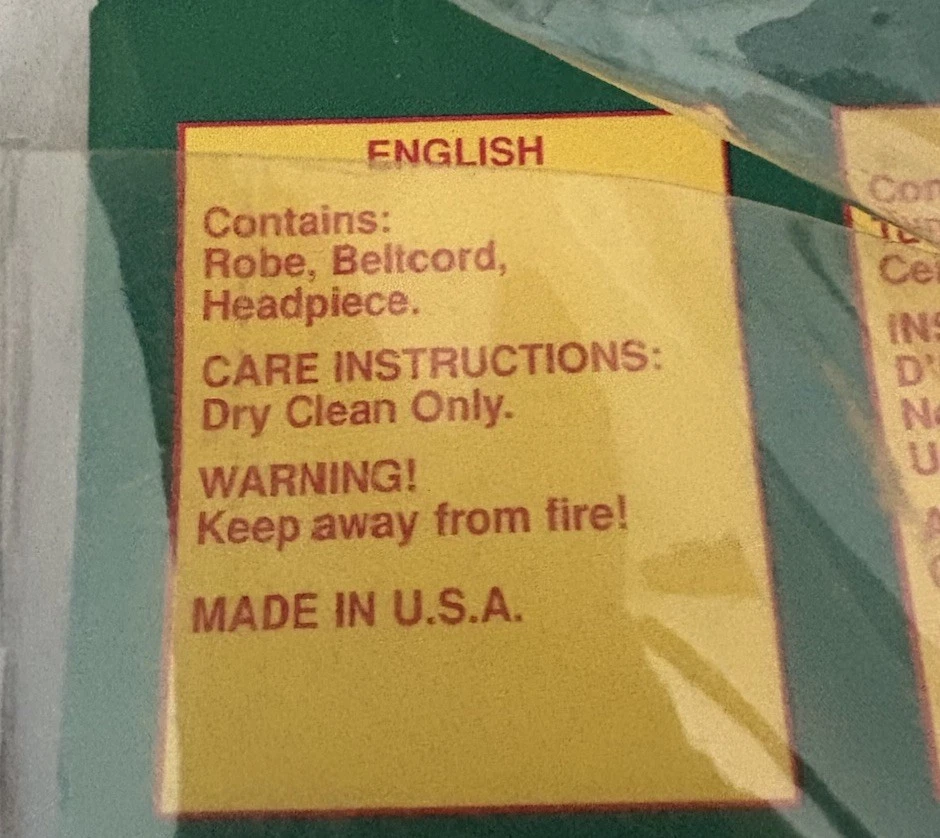 ENGLISH
Contains:
Robe, Beltcord,
Headpiece.
CARE INSTRUCTIONS:
Dry Clean Only.
WARNING!
Keep away from fire!
MADE IN U.S.A.